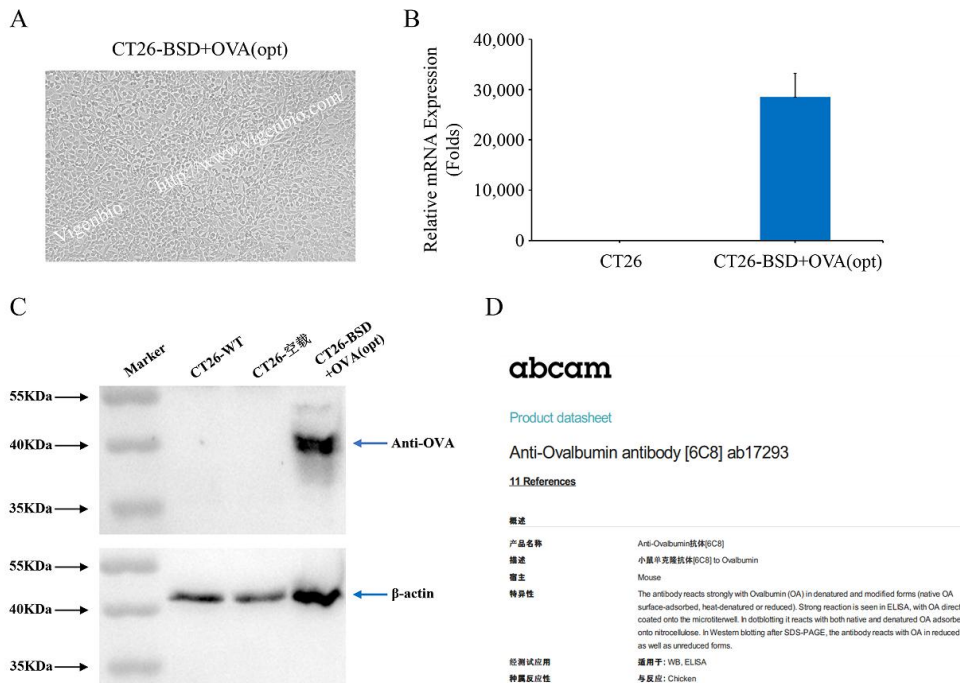 A
CT26-BSD+OVA(opt)
Vigonbio http://www.vigonbio.com/
B
Relative mRNA Expression
(Folds)
40,000
30,000
20,000
10,000
0
CT26
CT26-BSD+OVA(opt)
C
Marker
CT26-WT
CT26-空载
CT26-BSD
+OVA(opt)
55KDa
40KDa
35KDa
Anti-OVA
55KDa
40KDa
35KDa
β-actin
D
abcam
Product datasheet
Anti-Ovalbumin antibody [6C8] ab17293
11 References
概述
产品名称 Anti-Ovalbumin抗体[6C8]
描述 小鼠单克隆抗体[6C8] to Ovalbumin
宿主 Mouse
特异性 The antibody reacts strongly with Ovalbumin (OA) in denatured and modified forms (native OA
surface-adsorbed, heat-denatured or reduced). Strong reaction is seen in ELISA, with OA direct
coated onto the microtiterwell. In dotblotting it reacts with both native and denatured OA adsorbe
onto nitrocellulose. In Western blotting after SDS-PAGE, the antibody reacts with OA in reduced
as well as unreduced forms.
经测试应用 适用于: WB, ELISA
种属反应性 与反应: Chicken